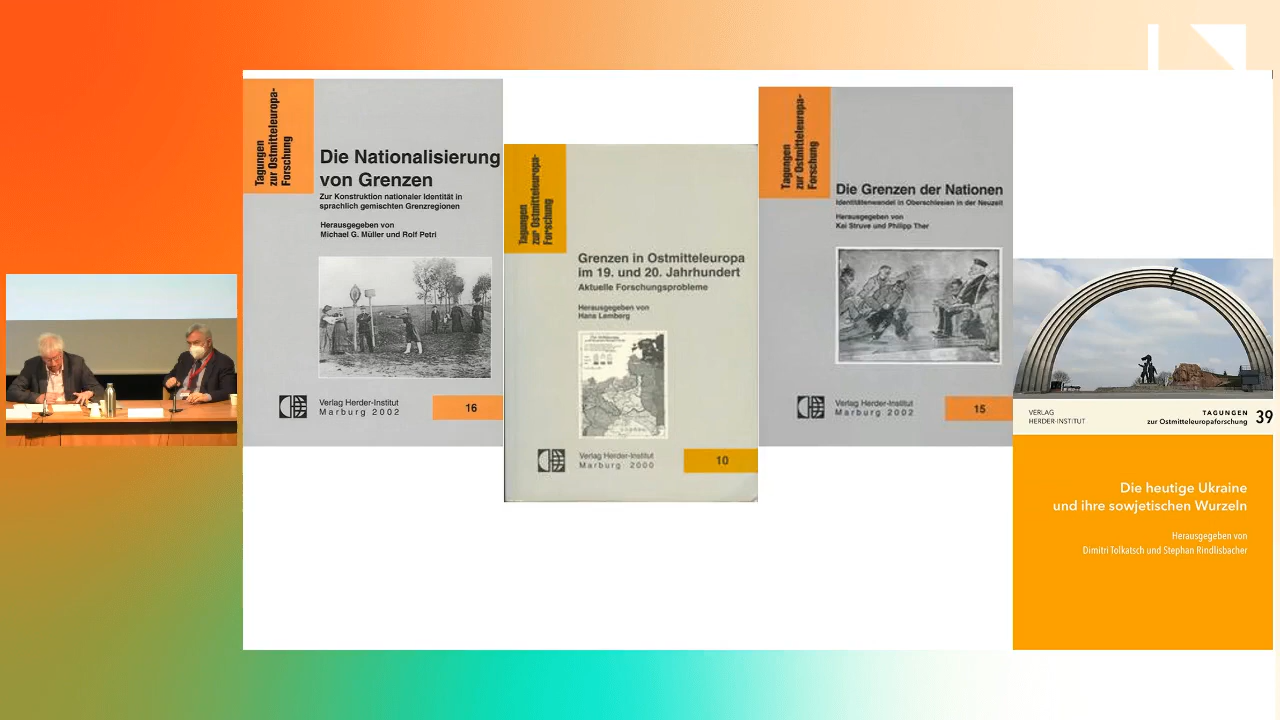 Tagungen
zur Ostmitteleuropa-
Forschung
Die Nationalisierung
von Grenzen
Zur Konstruktion nationaler Identität in
sprachlich gemischten Grenzregionen
Herausgegeben von
Michael G. Müller und Rolf Petri
Verlag Herder-Institut
Marburg 2002
16
Tagungen
zur Ostmitteleuropa-
Forschung
Grenzen in Ostmitteleuropa
im 19. und 20. Jahrhundert
Aktuelle Forschungsprobleme
Herausgegeben von
Hans Lemberg
Verlag Herder-Institut
Marburg 2000
10
Tagungen
zur Ostmitteleuropa-
Forschung
Die Grenzen der Nationen
Identitätenwandel in Oberschlesien in der Neuzeit
Herausgegeben von
Kai Struve und Philipp Ther
Verlag Herder-Institut
Marburg 2002
15
VERLAG
HERDER-INSTITUT
TAGUNGEN
zur Ostmitteleuropaforschung
39
Die heutige Ukraine
und ihre sowjetischen Wurzeln
Herausgegeben von
Dimitri Tolkatsch und Stephan Rindlisbacher